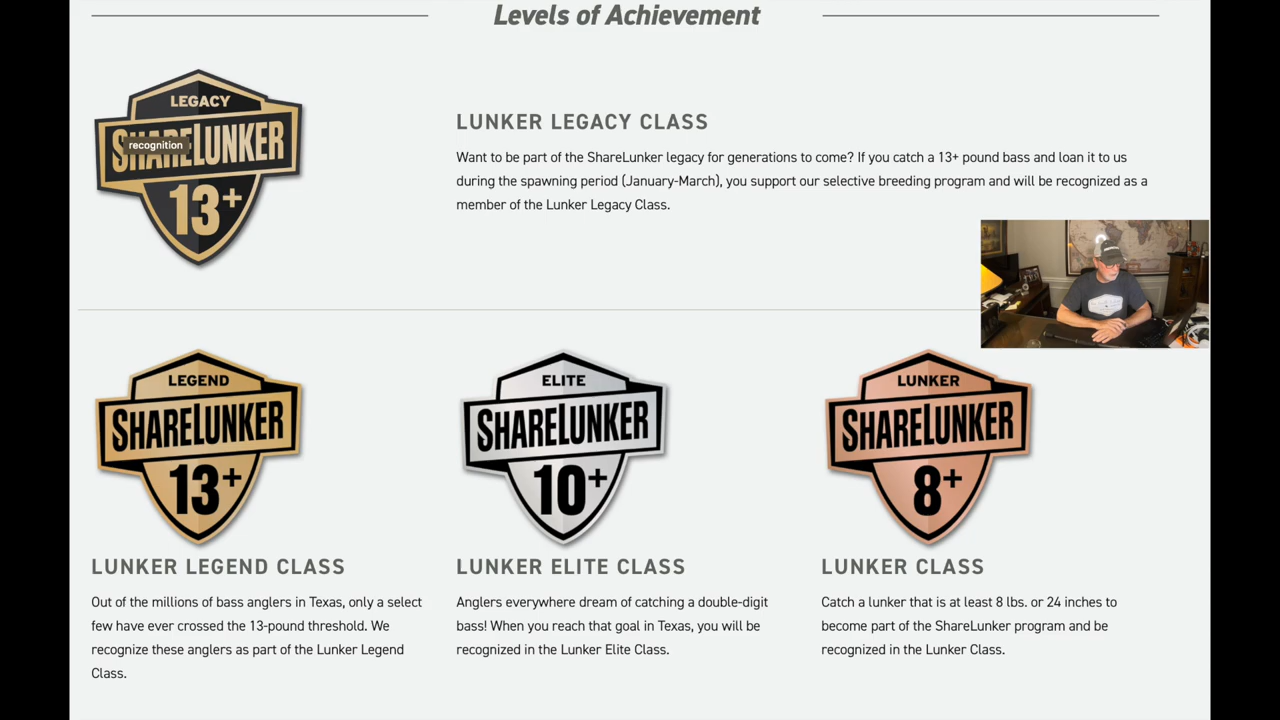 Levels of Achievement
LEGACY
SHARELUNKER
recognition
13+
LUNKER LEGACY CLASS
Want to be part of the ShareLunker legacy for generations to come? If you catch a 13+ pound bass and loan it to us
during the spawning period (January-March), you support our selective breeding program and will be recognized as a
member of the Lunker Legacy Class.
LEGEND
SHARELUNKER
13+
LUNKER LEGEND CLASS
Out of the millions of bass anglers in Texas, only a select
few have ever crossed the 13-pound threshold. We
recognize these anglers as part of the Lunker Legend
Class.
ELITE
SHARELUNKER
10+
LUNKER ELITE CLASS
Anglers everywhere dream of catching a double-digit
bass! When you reach that goal in Texas, you will be
recognized in the Lunker Elite Class.
LUNKER
SHARELUNKER
8+
LUNKER CLASS
Catch a lunker that is at least 8 lbs. or 24 inches to
become part of the ShareLunker program and be
recognized in the Lunker Class.